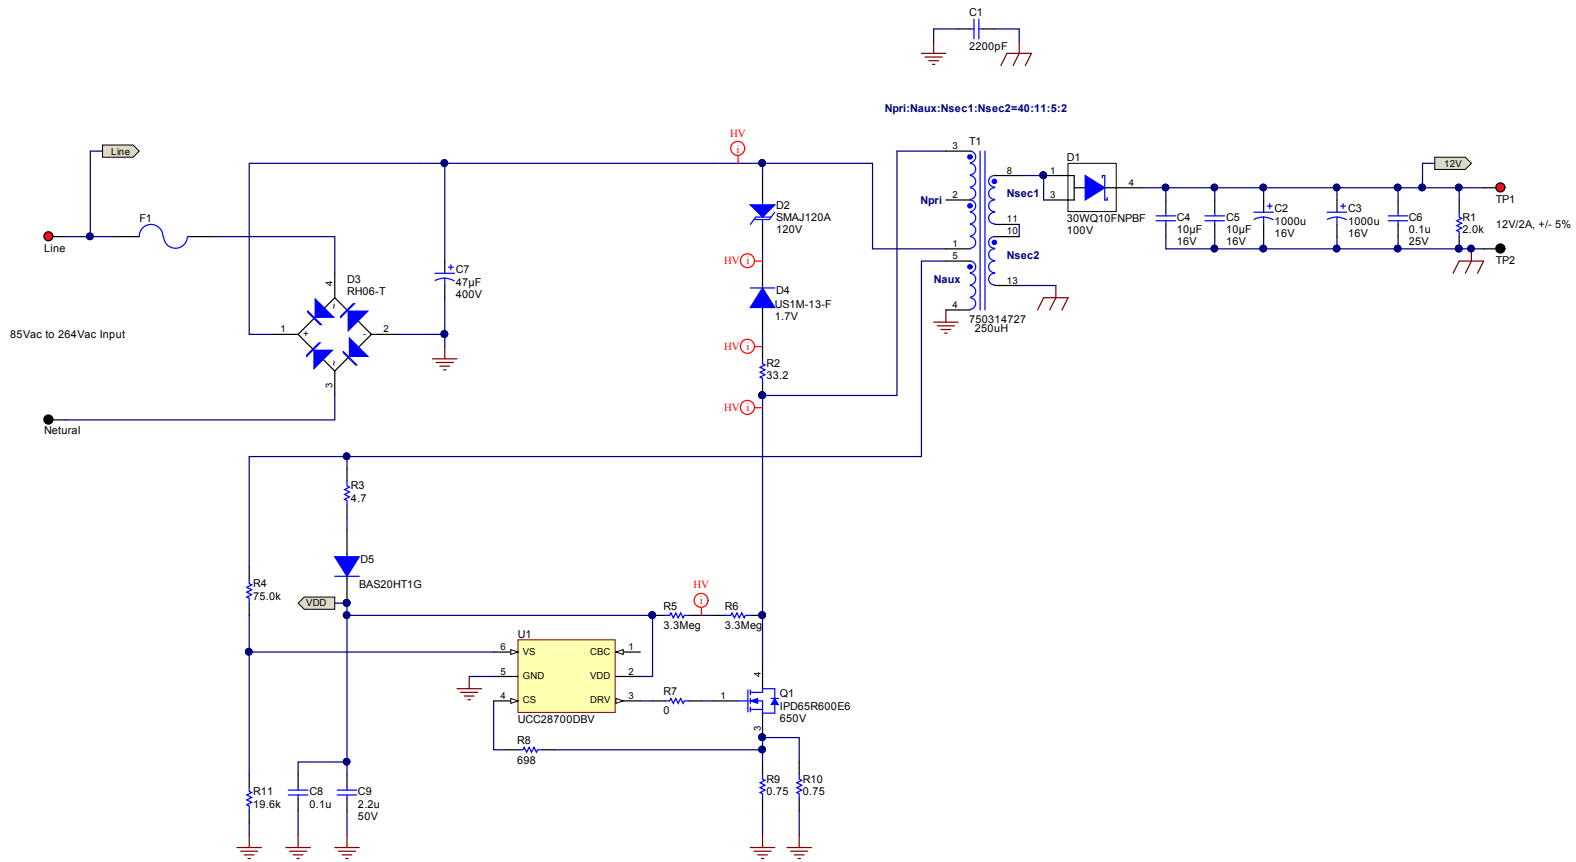 C1
2200pF
Npri:Naux:Nsec1:Nsec2=40:11:5:2
HV
i
T1
Line
3
D1
12V
8
1
4
D2
SMAJ120A
120V
Npri
2
Nsec1
3
TP1
F1
11
30WQ10FNPBF
100V
C4
10µF
16V
C5
10µF
16V
C2
+
1000u
16V
C3
+
1000u
16V
C6
0.1u
25V
R1
2.0k
12V/2A, +/- 5%
10
Line
1
HV
i
5
Nsec2
TP2
D3
RH06-T
4
C7
+
47µF
400V
Naux
13
D4
US1M-13-F
1.7V
4
750314727
250uH
85Vac to 264Vac Input
1
+
~
-
~
2
HV
i
R2
33.2
3
HV
i
Netural
R3
4.7
D5
BAS20HT1G
R4
75.0k
VDD
HV
i
R5
3.3Meg
R6
3.3Meg
U1
6
VS
CBC
1
5
GND
VDD
2
4
CS
DRV
3
UCC28700DBV
R7
0
1
4
Q1
IPD65R600E6
650V
3
R8
698
R11
19.6k
C8
0.1u
C9
2.2u
50V
R9
0.75
R10
0.75